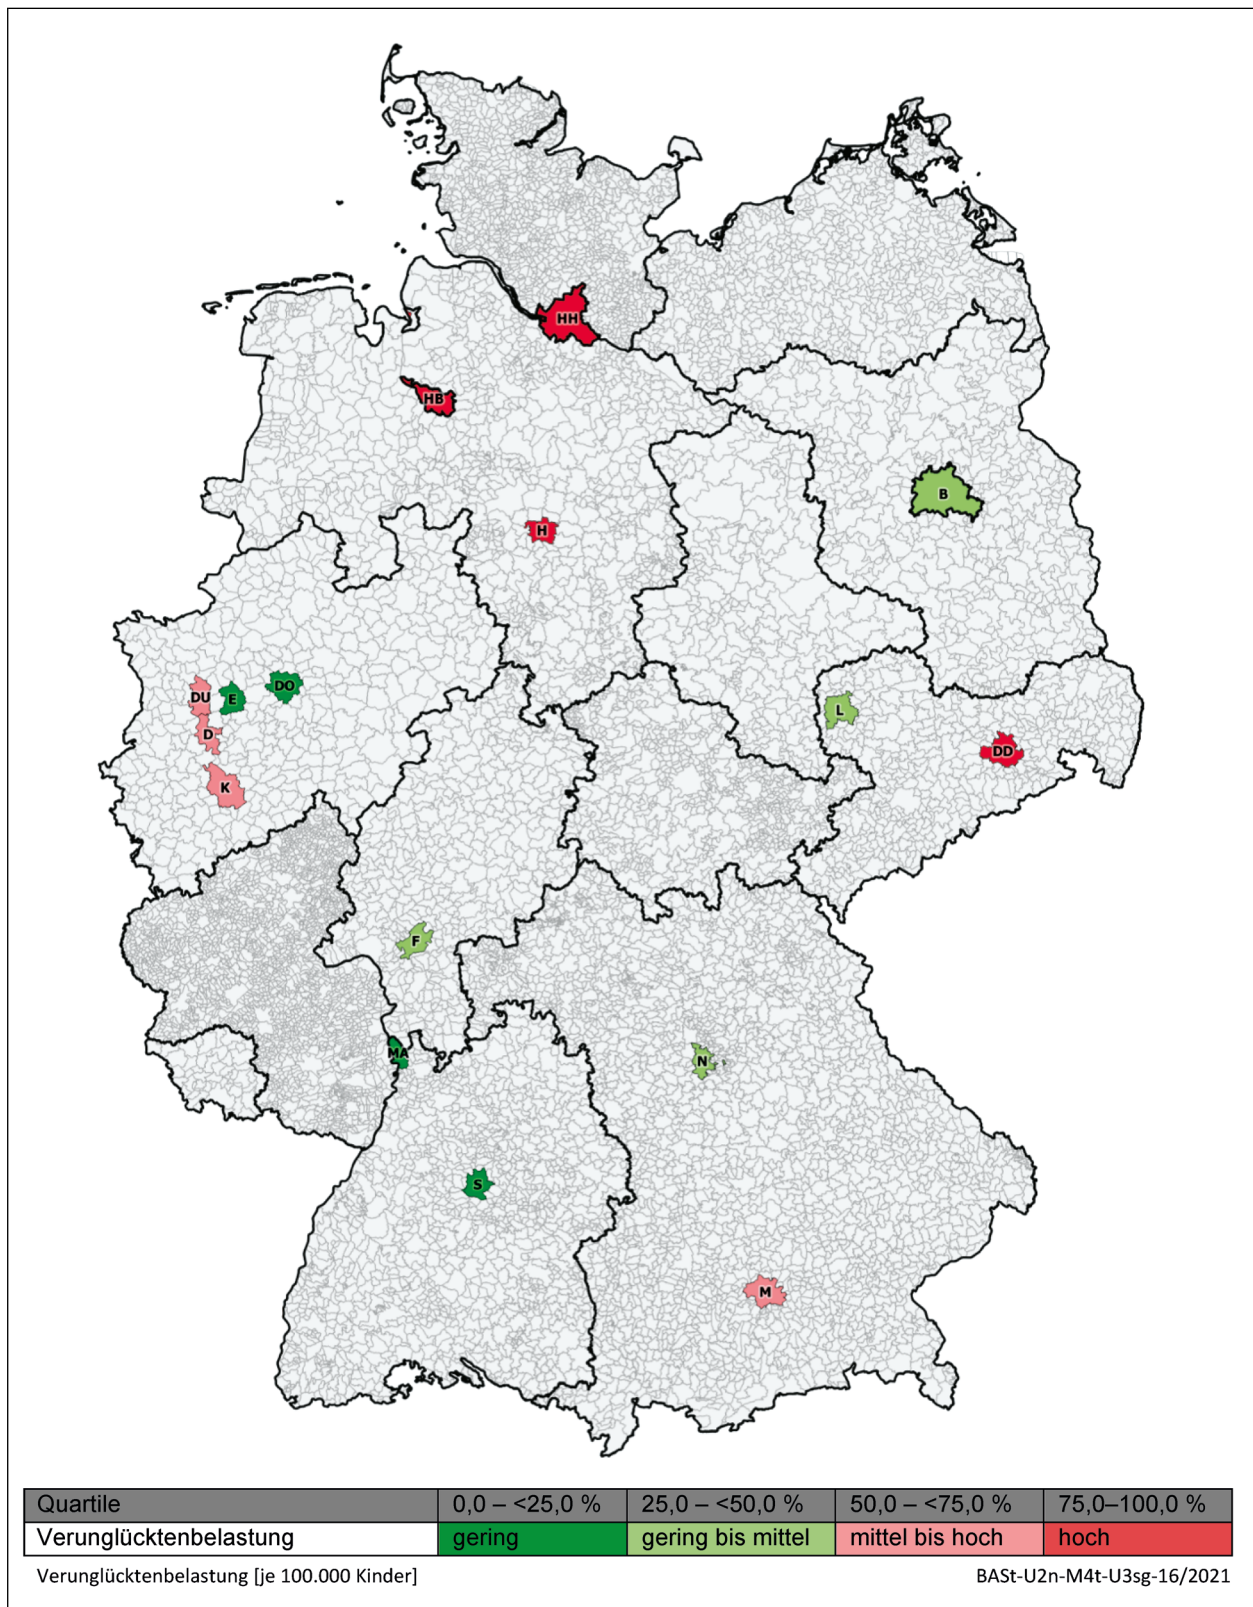 HH
HB
B
H
DU
E
DO
D
K
L
DD
F
MA
N
S
M
Quartile 0,0 – <25,0 % 25,0 – <50,0 % 50,0 – <75,0 % 75,0–100,0 %
Verunglücktenbelastung gering gering bis mittel mittel bis hoch hoch
Verunglücktenbelastung [je 100.000 Kinder] BASt-U2n-M4t-U3sg-16/2021